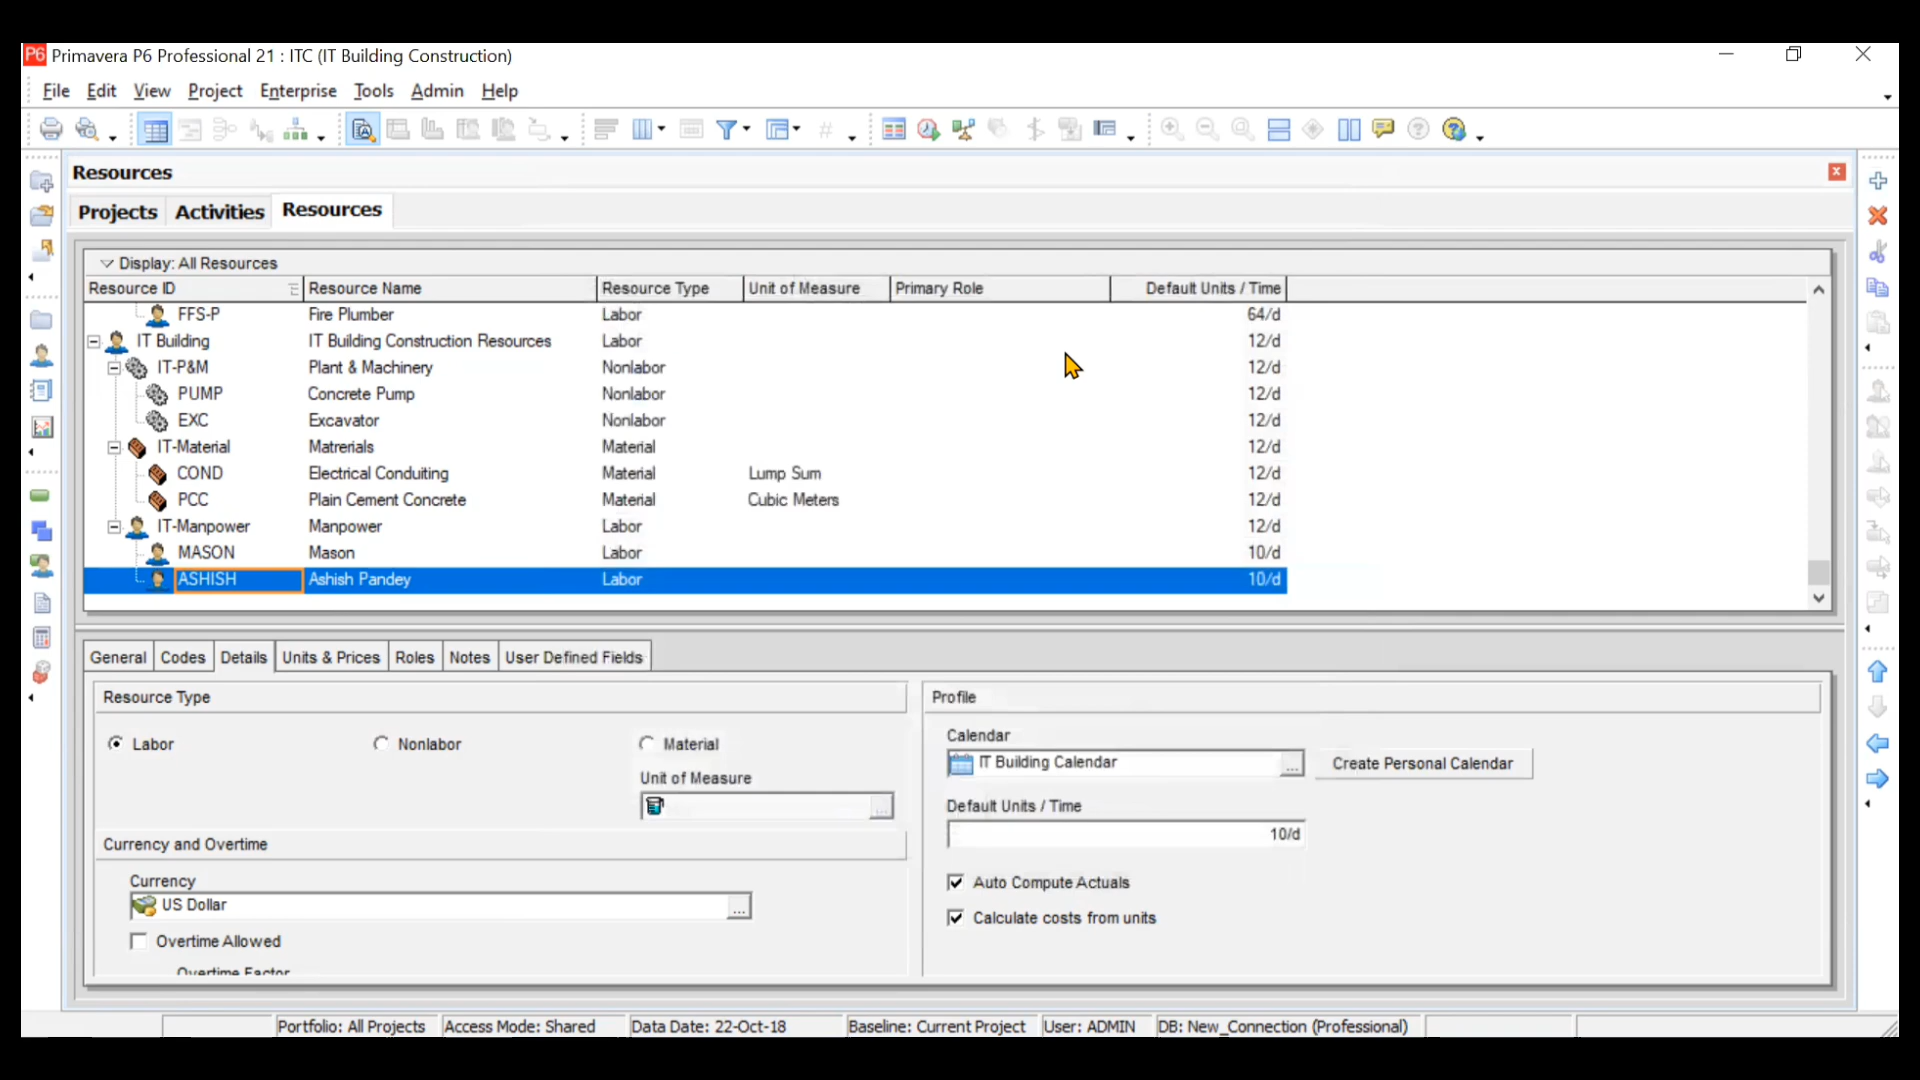 P6 Primavera P6 Professional 21 : ITC (IT Building Construction)
File Edit View Project Enterprise Tools Admin Help
Resources
Projects Activities Resources
Display: All Resources
Resource ID Resource Name Resource Type Unit of Measure Primary Role Default Units / Time
FFS-P Fire Plumber Labor 64/d
IT Building IT Building Construction Resources Labor 12/d
IT-P&M Plant & Machinery Nonlabor 12/d
PUMP Concrete Pump Nonlabor 12/d
EXC Excavator Nonlabor 12/d
IT-Material Matrerials Material 12/d
COND Electrical Conduiting Material Lump Sum 12/d
PCC Plain Cement Concrete Material Cubic Meters 12/d
IT-Manpower Manpower Labor 12/d
MASON Mason Labor 10/d
ASHISH Ashish Pandey Labor 10/d
General Codes Details Units & Prices Roles Notes User Defined Fields
Resource Type Profile
Calendar
Labor Nonlabor Material
IT Building Calendar ... Create Personal Calendar
Unit of Measure
...
Default Units / Time
10/d
Currency and Overtime
Currency
US Dollar ...
Auto Compute Actuals
Calculate costs from units
Overtime Allowed
Overtime Factor
Portfolio: All Projects Access Mode: Shared Data Date: 22-Oct-18 Baseline: Current Project User: ADMIN DB: New_Connection (Professional)